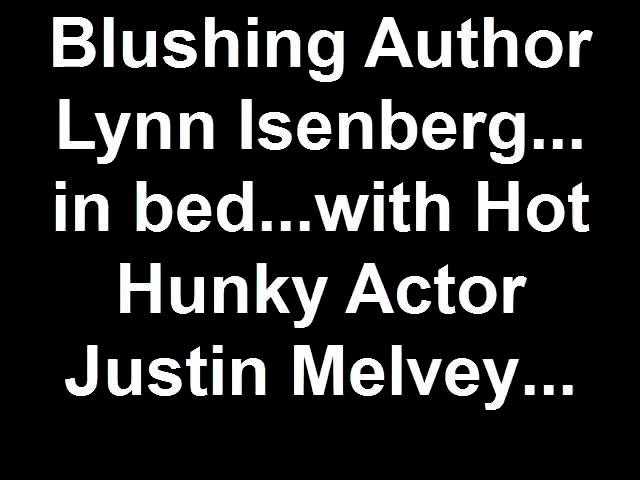 Blushing Author
Lynn Isenberg...
in bed...with Hot
Hunky Actor
Justin Melvey...